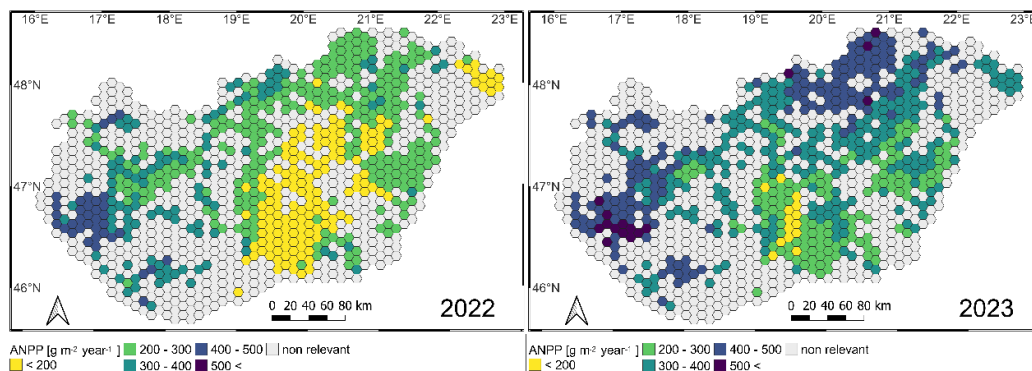 16°E 17°E 18°E 19°E 20°E 21°E 22°E 23°E
48°N
47°N
46°N
0 20 40 60 80 km
2022
ANPP [g m-2 year-1] 200 - 300 400 - 500 non relevant
< 200 300 - 400 500 <
16°E 17°E 18°E 19°E 20°E 21°E 22°E 23°E
48°N
47°N
46°N
0 20 40 60 80 km
2023
ANPP [g m-2 year-1] 200 - 300 400 - 500 non relevant
< 200 300 - 400 500 <